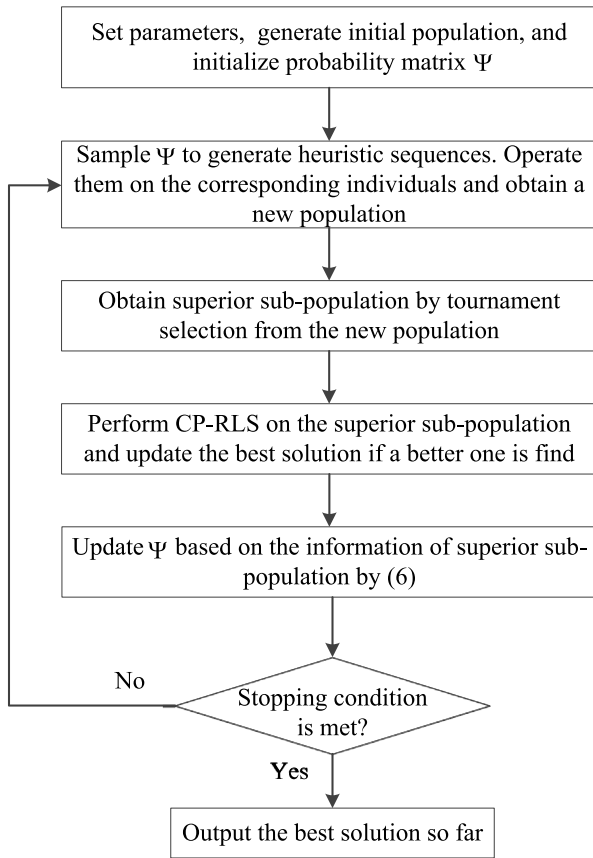 Set parameters, generate initial population, and
initialize probability matrix Ψ
Sample Ψ to generate heuristic sequences. Operate
them on the corresponding individuals and obtain a
new population
Obtain superior sub-population by tournament
selection from the new population
Perform CP-RLS on the superior sub-population
and update the best solution if a better one is find
Update Ψ based on the information of superior sub-
population by (6)
No
Stopping condition
is met?
Yes
Output the best solution so far